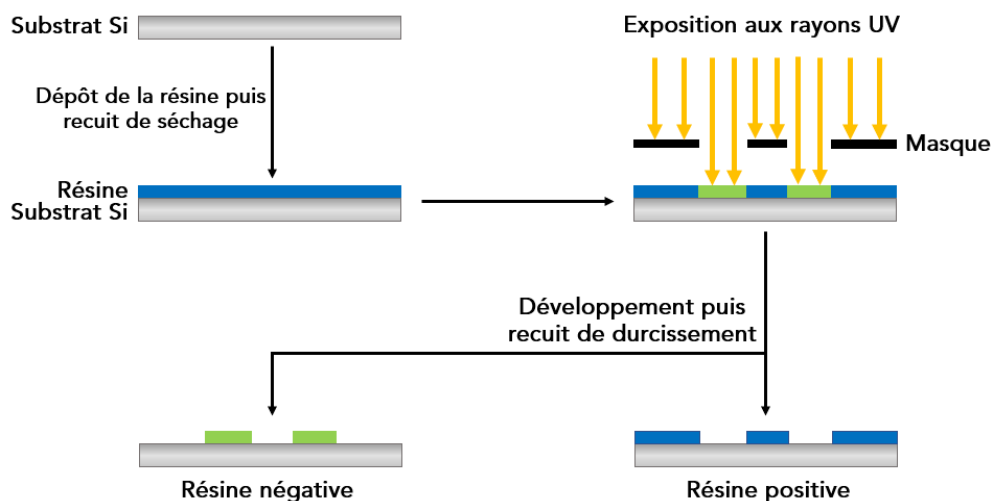 Substrat Si
Exposition aux rayons UV
Dépôt de la résine puis
recuit de séchage
Masque
Résine
Substrat Si
Développement puis
recuit de durcissement
Résine négative
Résine positive